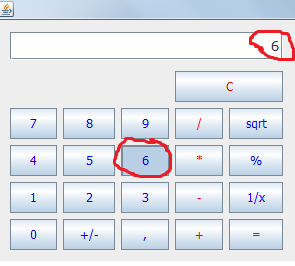 6
C
7 8 9 / sqrt
4 5 6 * %
1 2 3 - 1/x
0 +/- , + =